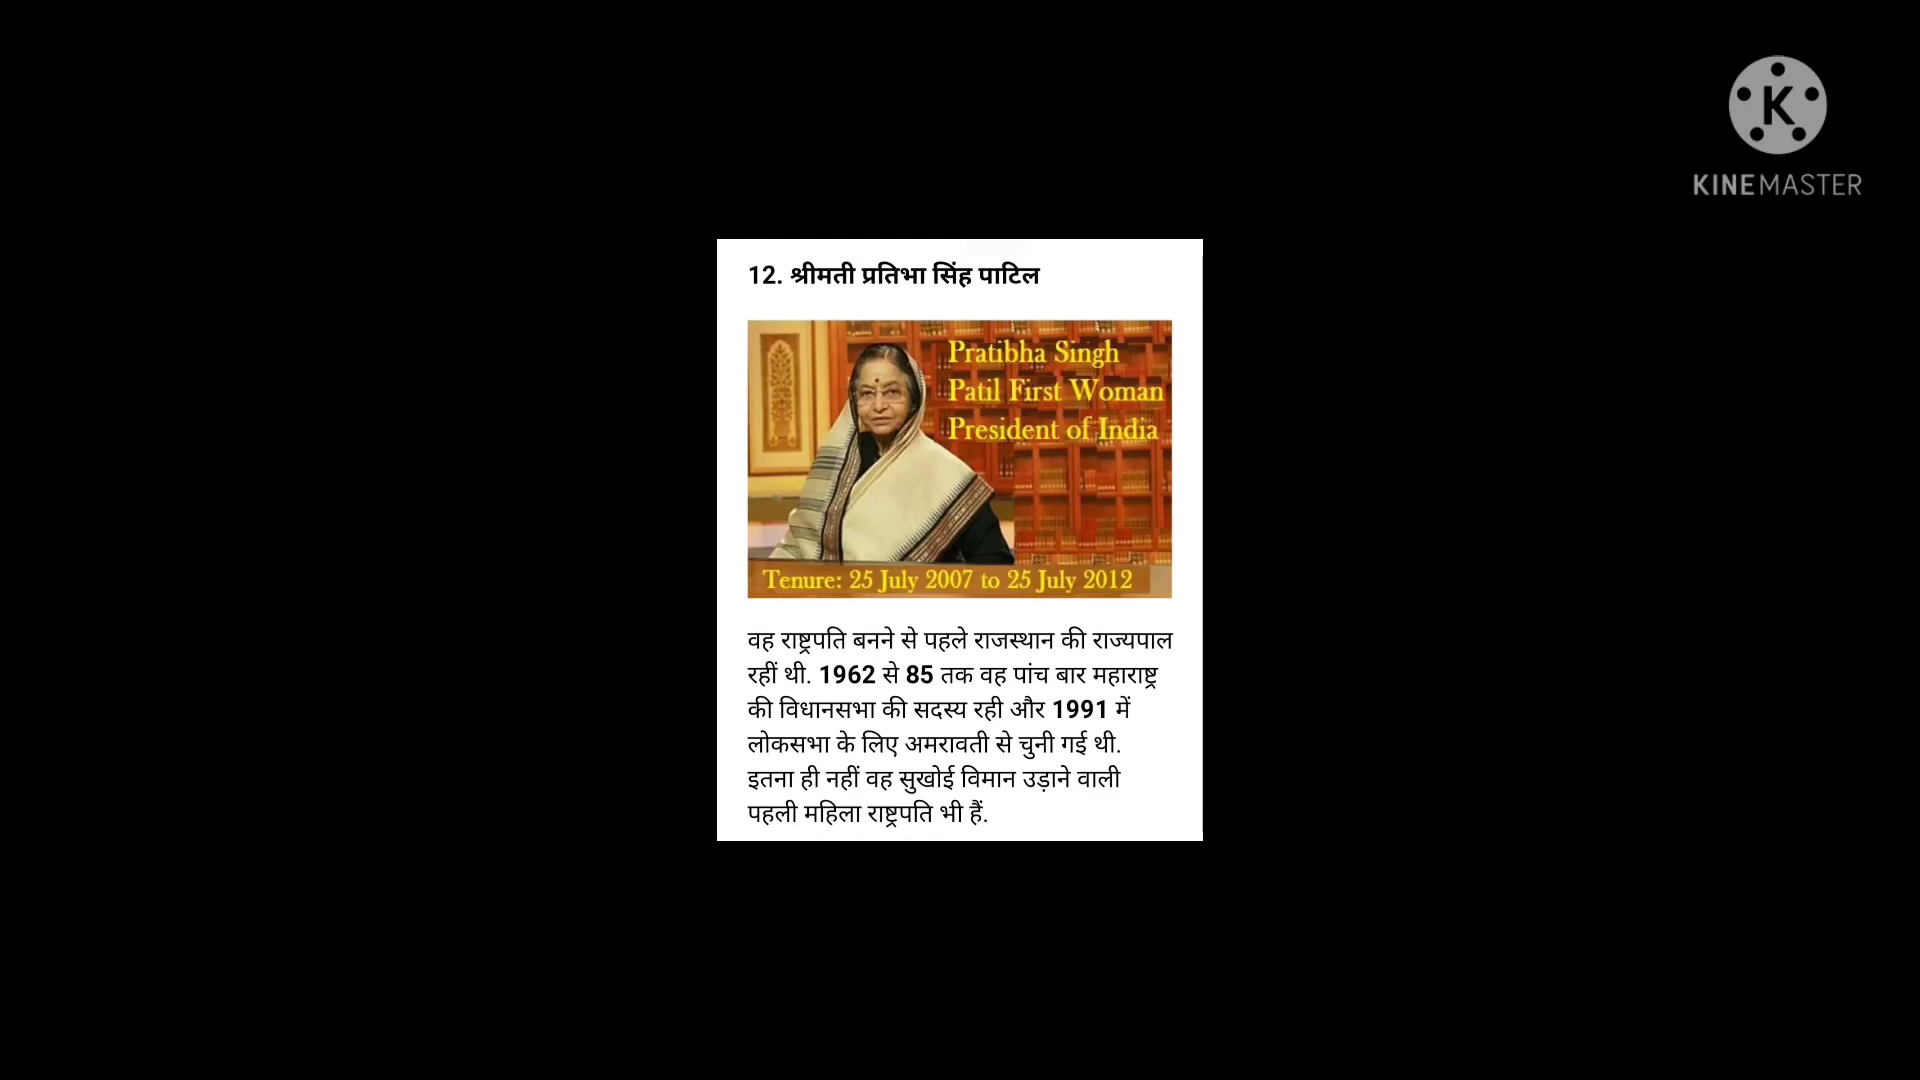 K
KINEMASTER
12. श्रीमती प्रतिभा सिंह पाटिल
Pratibha Singh
Patil First Woman
President of India
Tenure: 25 July 2007 to 25 July 2012
वह राष्ट्रपति बनने से पहले राजस्थान की राज्यपाल
रहीं थी. 1962 से 85 तक वह पांच बार महाराष्ट्र
की विधानसभा की सदस्य रही और 1991 में
लोकसभा के लिए अमरावती से चुनी गई थी.
इतना ही नहीं वह सुखोई विमान उड़ाने वाली
पहली महिला राष्ट्रपति भी हैं.